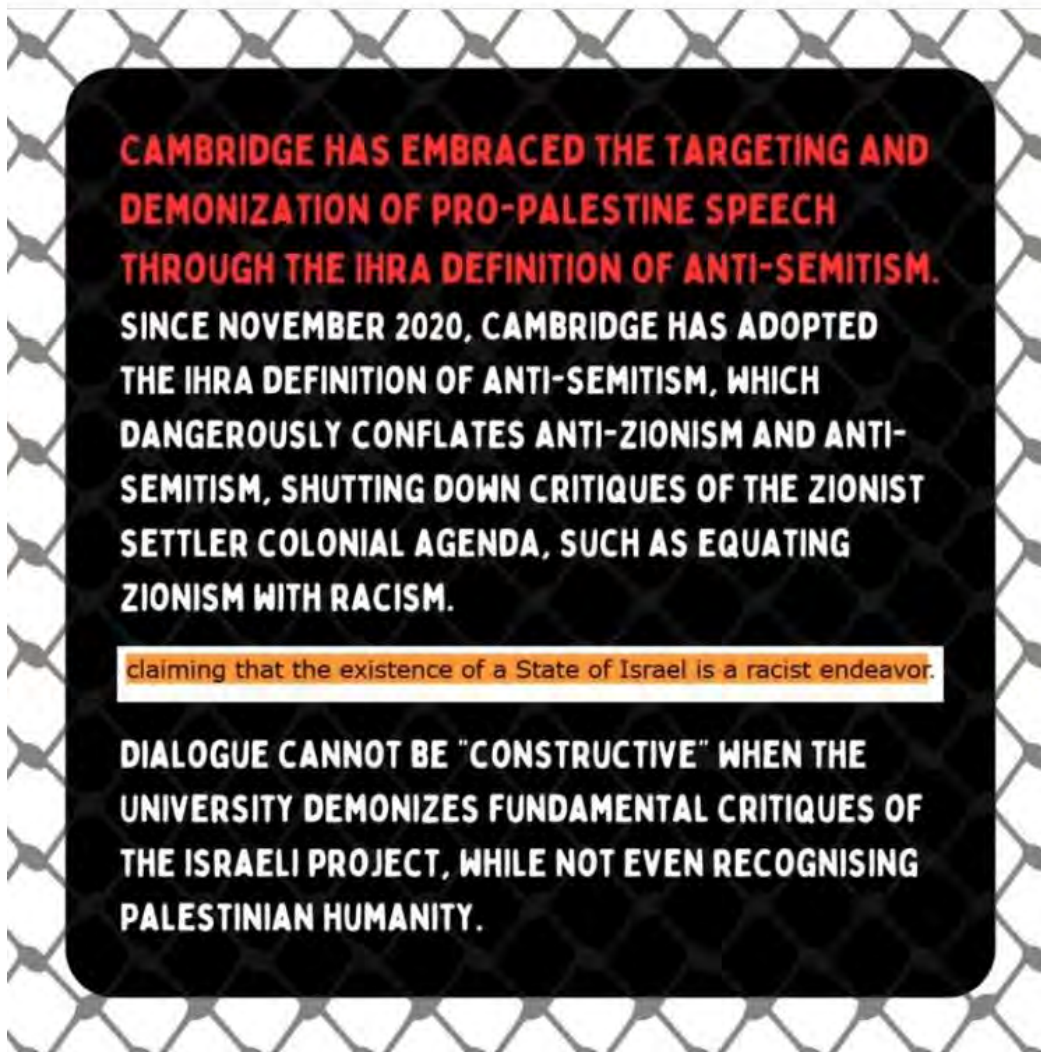 CAMBRIDGE HAS EMBRACED THE TARGETING AND
DEMONIZATION OF PRO-PALESTINE SPEECH
THROUGH THE IHRA DEFINITION OF ANTI-SEMITISM.
SINCE NOVEMBER 2020, CAMBRIDGE HAS ADOPTED
THE IHRA DEFINITION OF ANTI-SEMITISM, WHICH
DANGEROUSLY CONFLATES ANTI-ZIONISM AND ANTI-
SEMITISM, SHUTTING DOWN CRITIQUES OF THE ZIONIST
SETTLER COLONIAL AGENDA, SUCH AS EQUATING
ZIONISM WITH RACISM.
claiming that the existence of a State of Israel is a racist endeavor.
DIALOGUE CANNOT BE "CONSTRUCTIVE" WHEN THE
UNIVERSITY DEMONIZES FUNDAMENTAL CRITIQUES OF
THE ISRAELI PROJECT, WHILE NOT EVEN RECOGNISING
PALESTINIAN HUMANITY.